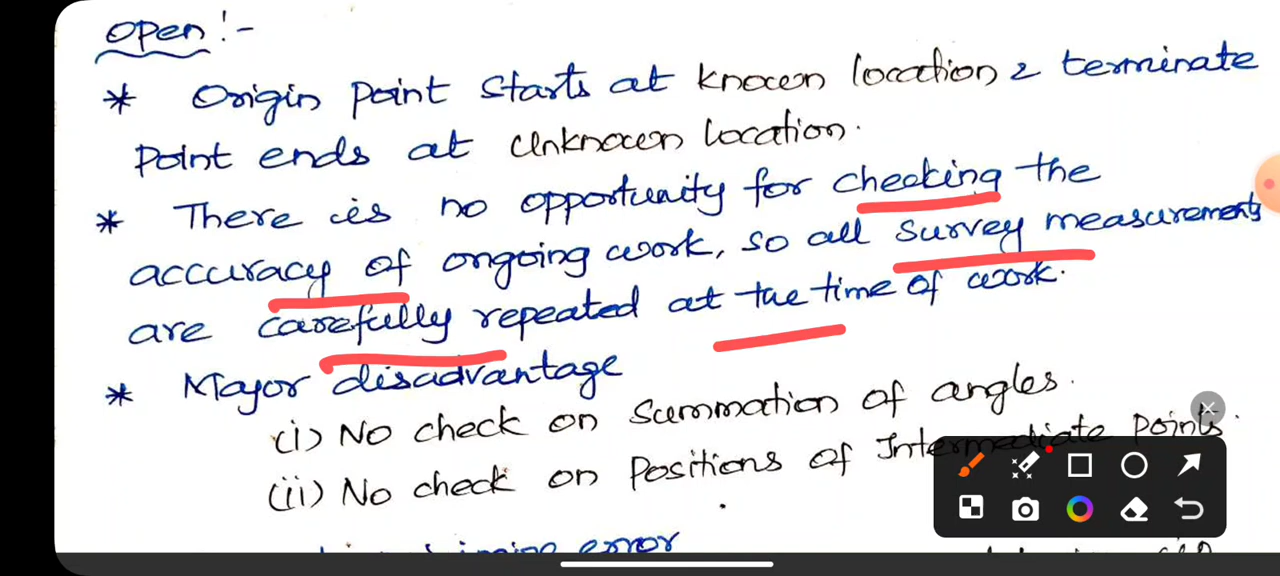 Open :-
* Origin point starts at known location & terminate
point ends at unknown location.
* There is no opportunity for checking the
accuracy of ongoing work, so all survey measurements
are carefully repeated at the time of work.
* Major disadvantage
(i) No check on summation of angles.
(ii) No check on positions of Intermediate points.
error